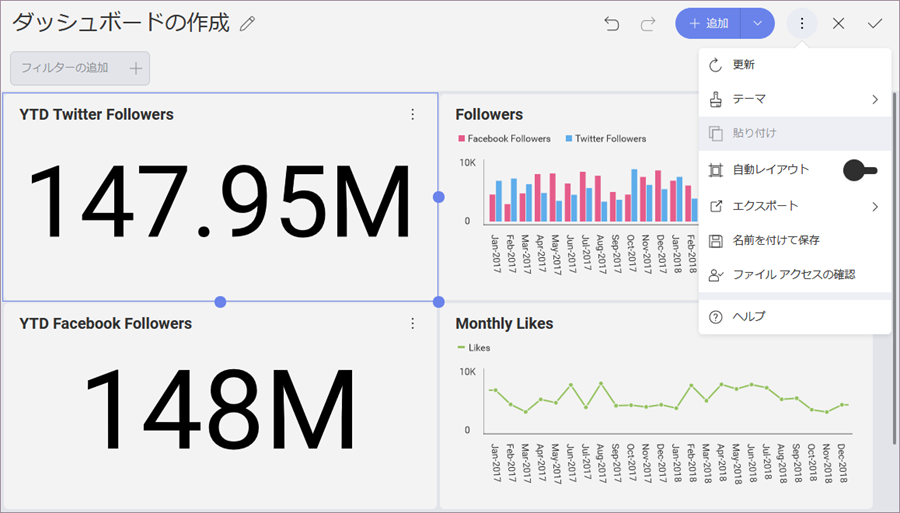 ダッシュボードの作成
追加
フィルターの追加
更新
テーマ
貼り付け
自動レイアウト
エクスポート
名前を付けて保存
ファイル アクセスの確認
ヘルプ
YTD Twitter Followers
147.95M
Followers
Facebook Followers Twitter Followers
10K
0
Jan-2017 Feb-2017 Mar-2017 Apr-2017 May-2017 Jun-2017 Jul-2017 Aug-2017 Sep-2017 Oct-2017 Nov-2017 Dec-2017 Jan-2018 Feb-2018
YTD Facebook Followers
148M
Monthly Likes
Likes
10K
0
Jan-2017 Feb-2017 Mar-2017 Apr-2017 May-2017 Jun-2017 Jul-2017 Aug-2017 Sep-2017 Oct-2017 Nov-2017 Dec-2017 Jan-2018 Feb-2018 Mar-2018 Apr-2018 May-2018 Jun-2018 Jul-2018 Aug-2018 Sep-2018 Oct-2018 Nov-2018 Dec-2018